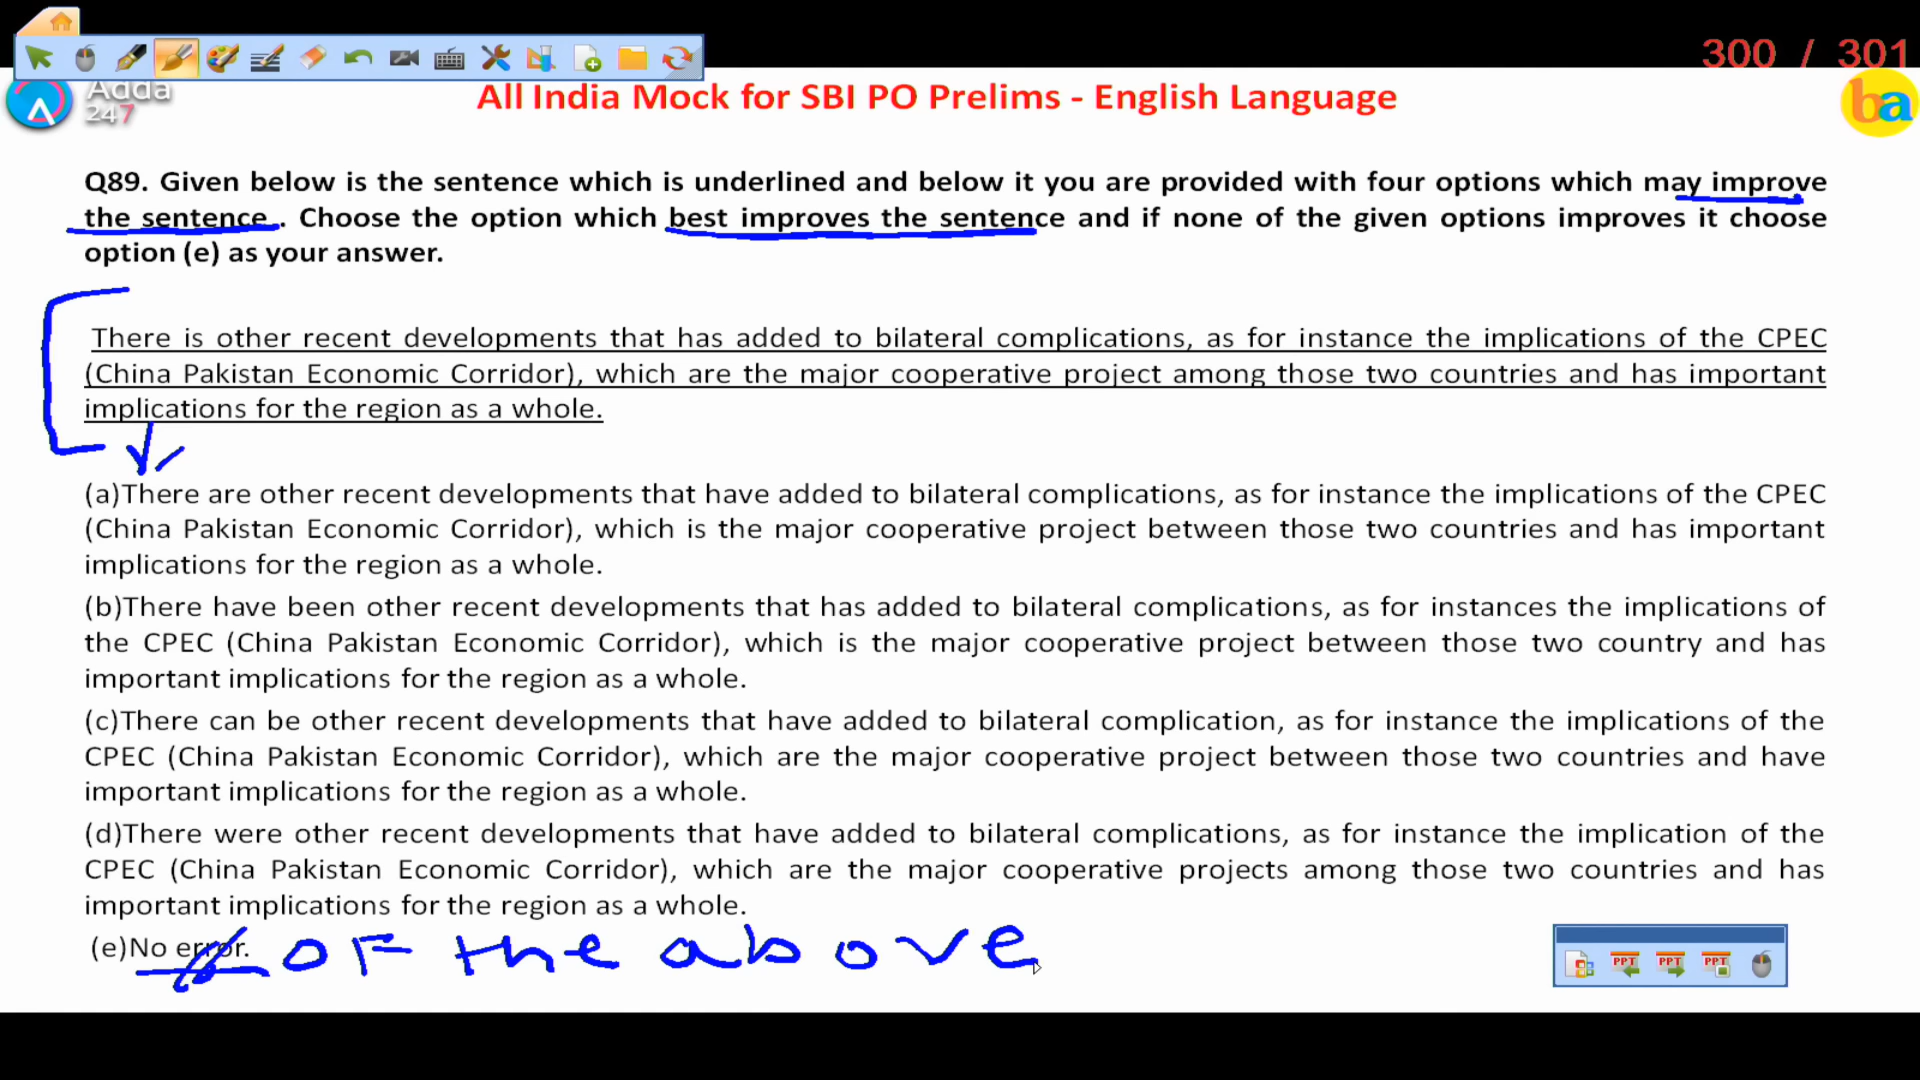 300 / 301
Adda
247
All India Mock for SBI PO Prelims - English Language
ba
Q89. Given below is the sentence which is underlined and below it you are provided with four options which may improve
the sentence . Choose the option which best improves the sentence and if none of the given options improves it choose
option (e) as your answer.
There is other recent developments that has added to bilateral complications, as for instance the implications of the CPEC
(China Pakistan Economic Corridor), which are the major cooperative project among those two countries and has important
implications for the region as a whole.
(a)There are other recent developments that have added to bilateral complications, as for instance the implications of the CPEC
(China Pakistan Economic Corridor), which is the major cooperative project between those two countries and has important
implications for the region as a whole.
(b)There have been other recent developments that has added to bilateral complications, as for instances the implications of
the CPEC (China Pakistan Economic Corridor), which is the major cooperative project between those two country and has
important implications for the region as a whole.
(c)There can be other recent developments that have added to bilateral complication, as for instance the implications of the
CPEC (China Pakistan Economic Corridor), which are the major cooperative project between those two countries and have
important implications for the region as a whole.
(d)There were other recent developments that have added to bilateral complications, as for instance the implication of the
CPEC (China Pakistan Economic Corridor), which are the major cooperative projects among those two countries and has
important implications for the region as a whole.
(e)No error. OF the above
PPT PPT PPT